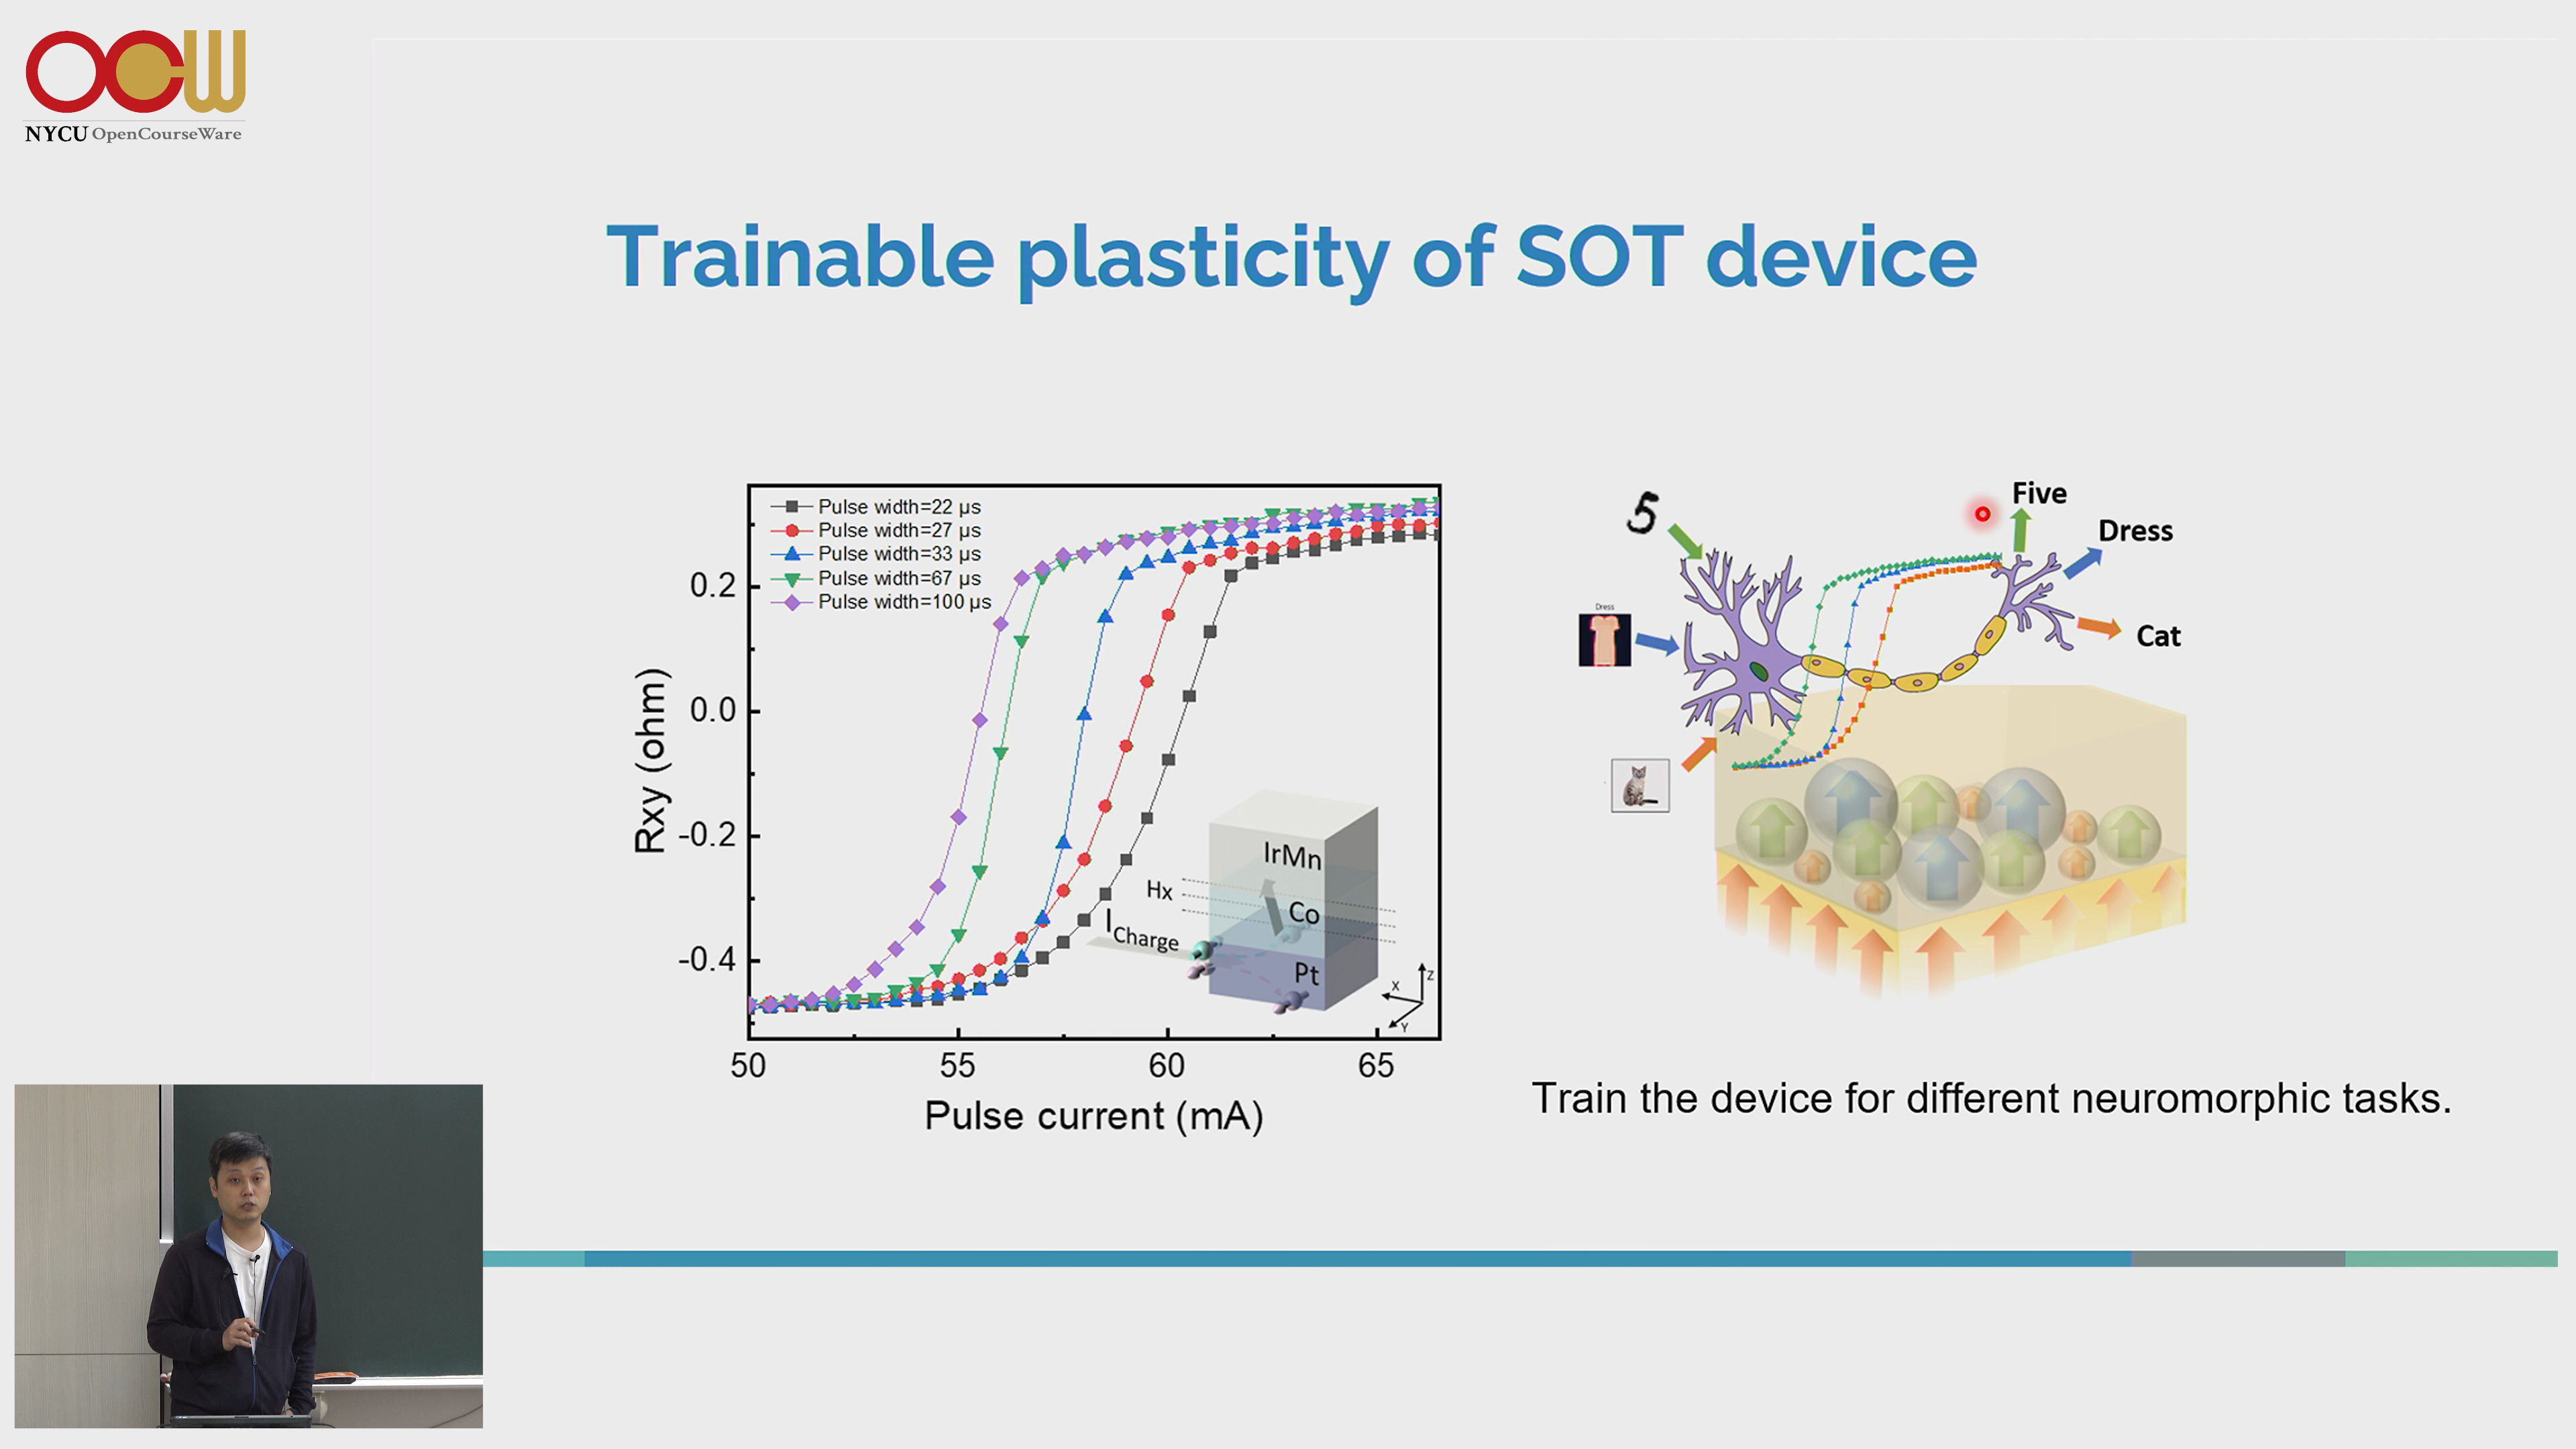 OCW
NYCU OpenCourseWare
Trainable plasticity of SOT device
Pulse width=22 μs
Pulse width=27 μs
Pulse width=33 μs
Pulse width=67 μs
Pulse width=100 μs
0.2
0.0
-0.2
-0.4
Rxy (ohm)
IrMn
Hx
Co
ICharge
Pt
Z
X
Y
50 55 60 65
Pulse current (mA)
5
Five
Dress
Dress
Cat
Train the device for different neuromorphic tasks.